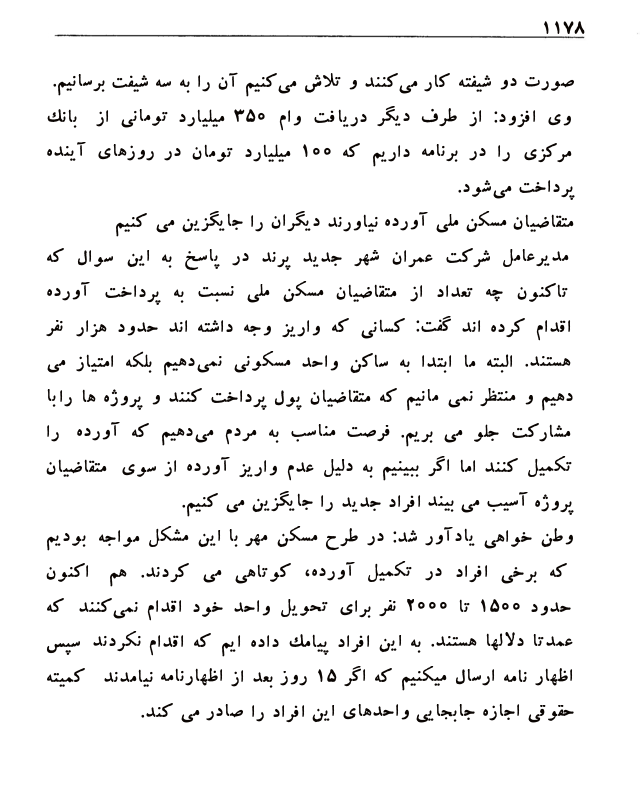 ۱۱۷۸
صورت دو شیفته کار می‌کنند و تلاش می‌کنیم آن را به سه شیفت برسانیم.
وی افزود: از طرف دیگر دریافت وام ۳۵۰ میلیارد تومانی از بانك
مرکزی را در برنامه داریم که ۱۰۰ میلیارد تومان در روزهای آینده
پرداخت می‌شود.
متقاضیان مسکن ملی آورده نیاورند دیگران را جایگزین می کنیم
مدیرعامل شرکت عمران شهر جدید پرند در پاسخ به این سوال که
تاکنون چه تعداد از متقاضیان مسکن ملی نسبت به پرداخت آورده
اقدام کرده اند گفت: کسانی که واریز وجه داشته اند حدود هزار نفر
هستند. البته ما ابتدا به ساکن واحد مسکونی نمی‌دهیم بلکه امتیاز می
دهیم و منتظر نمی مانیم که متقاضیان پول پرداخت کنند و پروژه ها رابا
مشارکت جلو می بریم. فرصت مناسب به مردم می‌دهیم که آورده را
تکمیل کنند اما اگر ببینیم به دلیل عدم واریز آورده از سوی متقاضیان
پروژه آسیب می بیند افراد جدید را جایگزین می کنیم.
وطن خواهی یادآور شد: در طرح مسکن مهر با این مشکل مواجه بودیم
که برخی افراد در تکمیل آورده، کوتاهی می کردند. هم اکنون
حدود ۱۵۰۰ تا ۲۰۰۰ نفر برای تحویل واحد خود اقدام نمی‌کنند که
عمدتا دلالها هستند. به این افراد پیامك داده ایم که اقدام نکردند سپس
اظهار نامه ارسال میکنیم که اگر ۱۵ روز بعد از اظهارنامه نیامدند کمیته
حقوقی اجازه جابجایی واحدهای این افراد را صادر می کند.